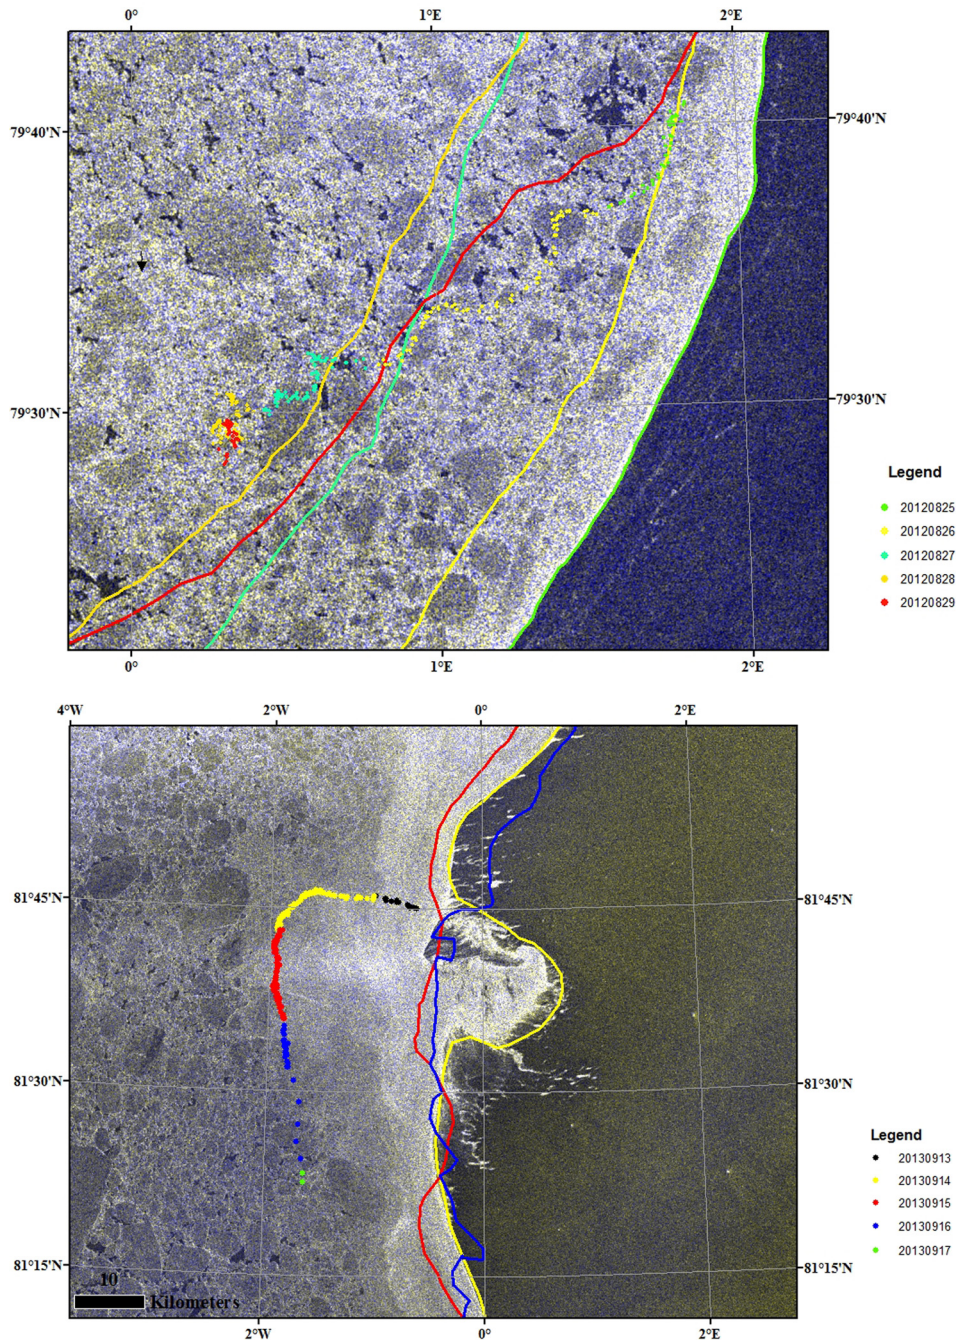 0° 1°E 2°E
79°40'N 79°40'N
79°30'N 79°30'N
Legend
20120825
20120826
20120827
20120828
20120829
0° 1°E 2°E
4°W 2°W 0° 2°E
81°45'N 81°45'N
81°30'N 81°30'N
Legend
20130913
20130914
20130915
20130916
20130917
81°15'N 81°15'N
10
Kilometers
2°W 0° 2°E